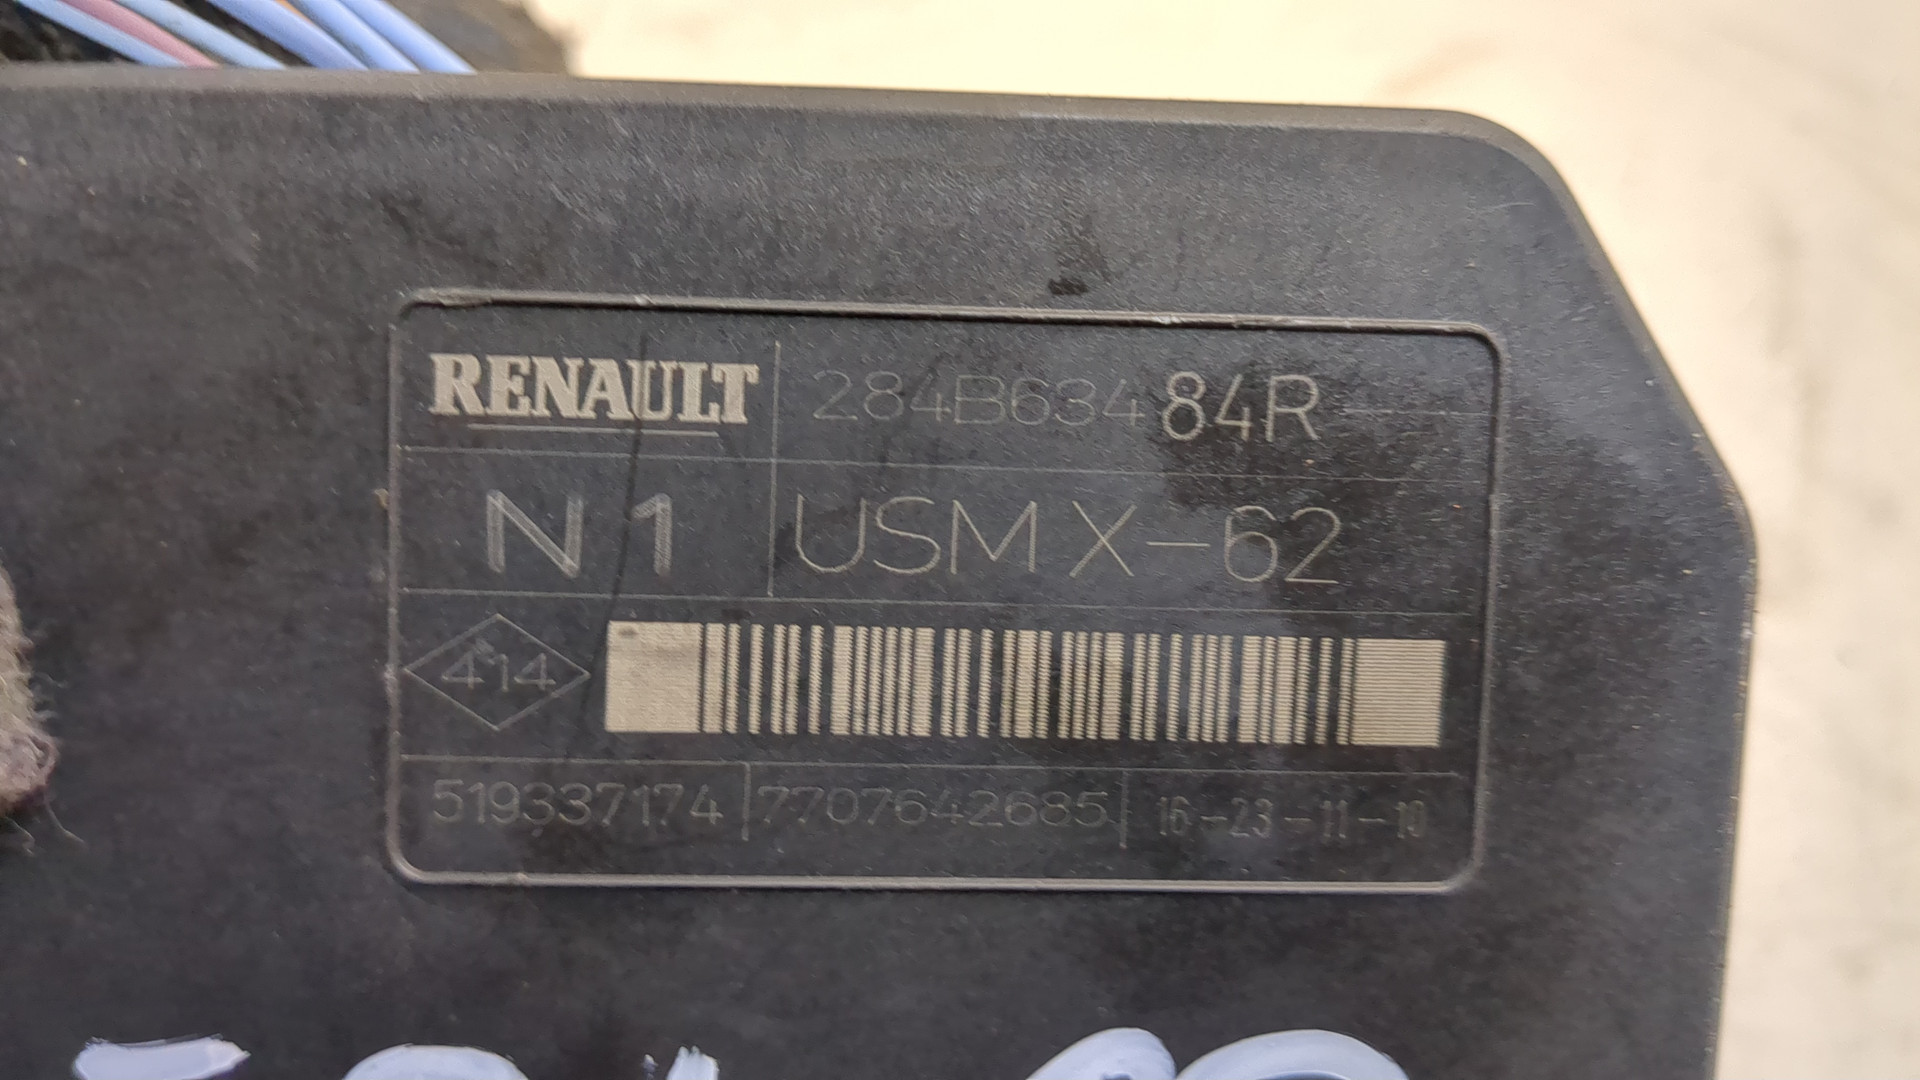 RENAULT 284B63484R
N1 USM X-62
414
519337174 7707642685 16-23-11-10